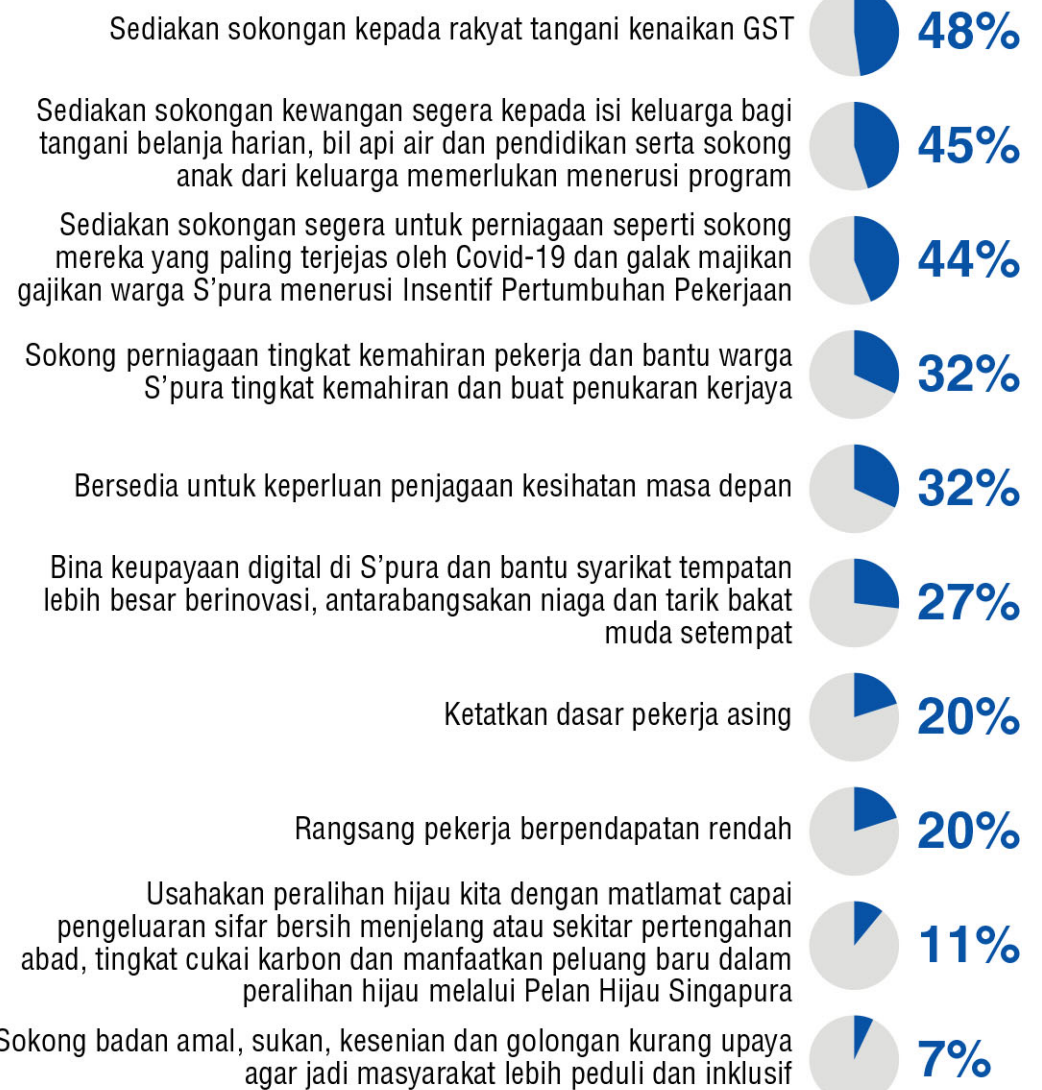 Sediakan sokongan kepada rakyat tangani kenaikan GST
48%
Sediakan sokongan kewangan segera kepada isi keluarga bagi
tangani belanja harian, bil api air dan pendidikan serta sokong
anak dari keluarga memerlukan menerusi program
45%
Sediakan sokongan segera untuk perniagaan seperti sokong
mereka yang paling terjejas oleh Covid-19 dan galak majikan
gajikan warga S’pura menerusi Insentif Pertumbuhan Pekerjaan
44%
Sokong perniagaan tingkat kemahiran pekerja dan bantu warga
S’pura tingkat kemahiran dan buat penukaran kerjaya
32%
Bersedia untuk keperluan penjagaan kesihatan masa depan
32%
Bina keupayaan digital di S’pura dan bantu syarikat tempatan
lebih besar berinovasi, antarabangsakan niaga dan tarik bakat
muda setempat
27%
Ketatkan dasar pekerja asing
20%
Rangsang pekerja berpendapatan rendah
20%
Usahakan peralihan hijau kita dengan matlamat capai
pengeluaran sifar bersih menjelang atau sekitar pertengahan
abad, tingkat cukai karbon dan manfaatkan peluang baru dalam
peralihan hijau melalui Pelan Hijau Singapura
11%
Sokong badan amal, sukan, kesenian dan golongan kurang upaya
agar jadi masyarakat lebih peduli dan inklusif
7%